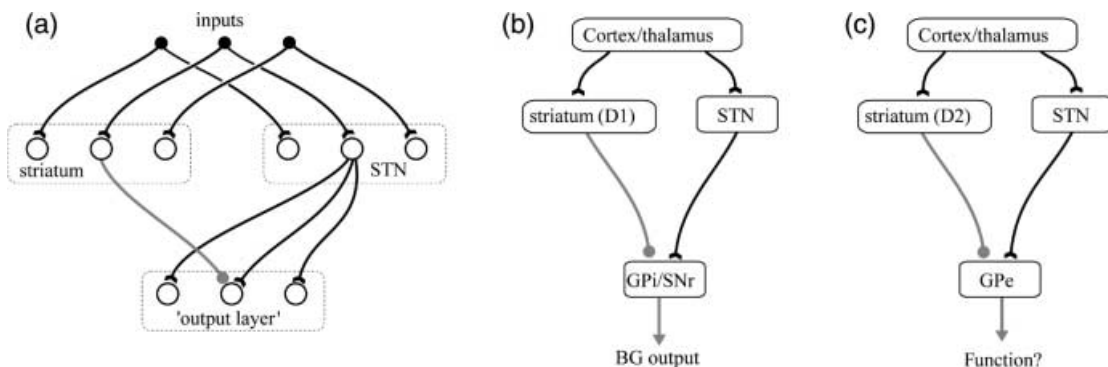 (a)
inputs
striatum
STN
'output layer'
(b)
Cortex/thalamus
striatum (D1)
STN
GPi/SNr
BG output
(c)
Cortex/thalamus
striatum (D2)
STN
GPe
Function?